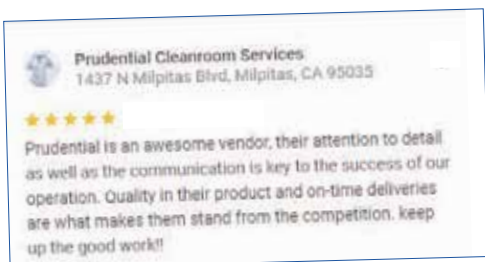 Prudential Cleanroom Services
1437 N Milpitas Blvd, Milpitas, CA 95035
Prudential is an awesome vendor, their attention to detail
as well as the communication is key to the success of our
operation. Quality in their product and on-time deliveries
are what makes them stand from the competition. keep
up the good work!!